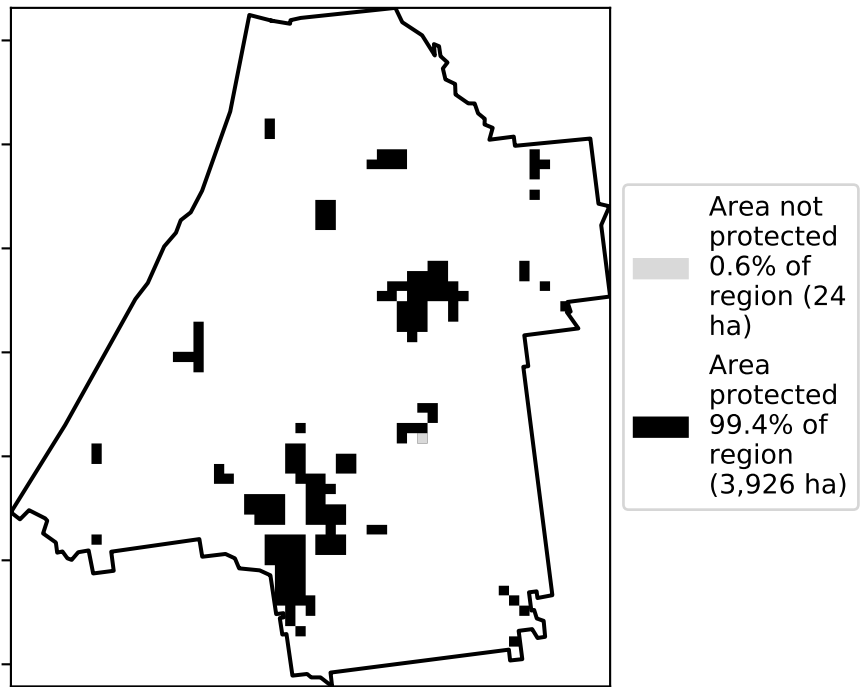 Area not
protected
0.6% of
region (24
ha)
Area
protected
99.4% of
region
(3,926 ha)